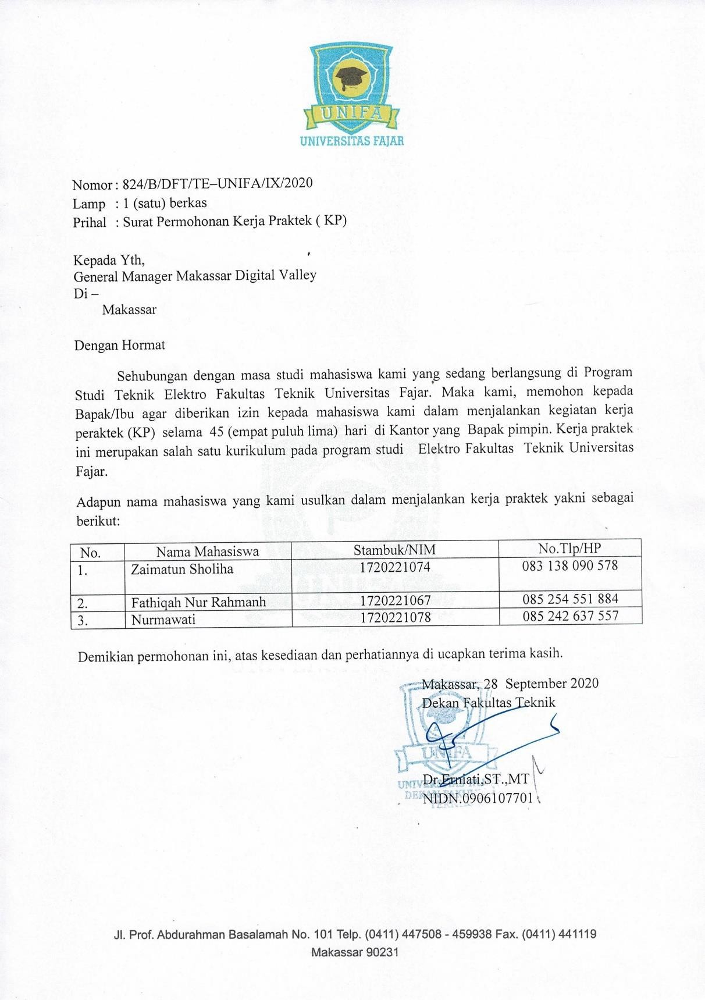 UNIFA
UNIVERSITAS FAJAR
Nomor : 824/B/DFT/TE–UNIFA/IX/2020
Lamp : 1 (satu) berkas
Prihal : Surat Permohonan Kerja Praktek ( KP)
Kepada Yth,
General Manager Makassar Digital Valley
Di –
Makassar
Dengan Hormat
Sehubungan dengan masa studi mahasiswa kami yang sedang berlangsung di Program
Studi Teknik Elektro Fakultas Teknik Universitas Fajar. Maka kami, memohon kepada
Bapak/Ibu agar diberikan izin kepada mahasiswa kami dalam menjalankan kegiatan kerja
peraktek (KP) selama 45 (empat puluh lima) hari di Kantor yang Bapak pimpin. Kerja praktek
ini merupakan salah satu kurikulum pada program studi Elektro Fakultas Teknik Universitas
Fajar.
Adapun nama mahasiswa yang kami usulkan dalam menjalankan kerja praktek yakni sebagai
berikut:
No. Nama Mahasiswa Stambuk/NIM No.Tlp/HP
1. Zaimatun Sholiha 1720221074 083 138 090 578
2. Fathiqah Nur Rahmanh 1720221067 085 254 551 884
3. Nurmawati 1720221078 085 242 637 557
Demikian permohonan ini, atas kesediaan dan perhatiannya di ucapkan terima kasih.
Makassar, 28 September 2020
Dekan Fakultas Teknik
UNIFA
Dr.Erniati,ST.,MT
NIDN.0906107701
Jl. Prof. Abdurahman Basalamah No. 101 Telp. (0411) 447508 - 459938 Fax. (0411) 441119
Makassar 90231